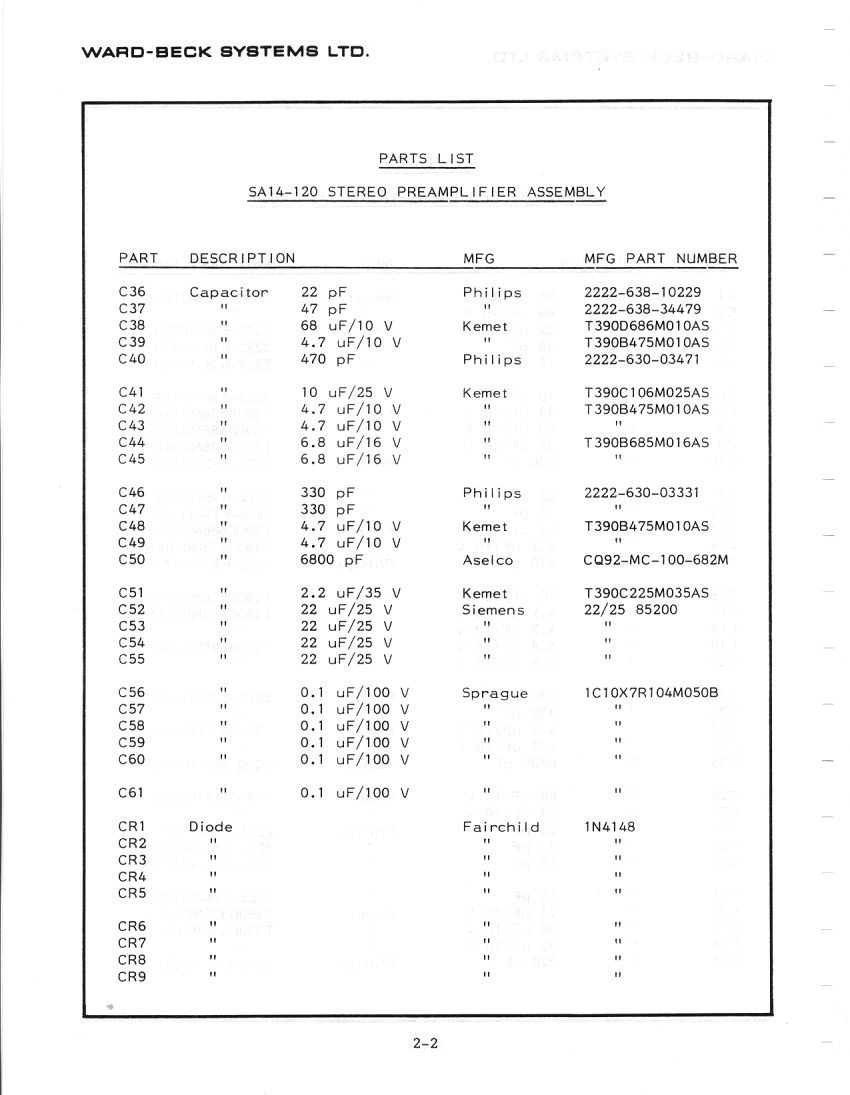 WARD-BECK SYSTEMS LTD.
PARTS LIST
SA14-120 STEREO PREAMPLIFIER ASSEMBLY
PART DESCRIPTION MFG MFG PART NUMBER
C36 Capacitor 22 pF Philips 2222-638-10229
C37 " 47 pF " 2222-638-34479
C38 " 68 uF/10 V Kemet T390D686M010AS
C39 " 4.7 uF/10 V " T390B475M010AS
C40 " 470 pF Philips 2222-630-03471
C41 " 10 uF/25 V Kemet T390C106M025AS
C42 " 4.7 uF/10 V " T390B475M010AS
C43 " 4.7 uF/10 V " "
C44 " 6.8 uF/16 V " T390B685M016AS
C45 " 6.8 uF/16 V " "
C46 " 330 pF Philips 2222-630-03331
C47 " 330 pF " "
C48 " 4.7 uF/10 V Kemet T390B475M010AS
C49 " 4.7 uF/10 V " "
C50 " 6800 pF Aselco CQ92-MC-100-682M
C51 " 2.2 uF/35 V Kemet T390C225M035AS
C52 " 22 uF/25 V Siemens 22/25 85200
C53 " 22 uF/25 V " "
C54 " 22 uF/25 V " "
C55 " 22 uF/25 V " "
C56 " 0.1 uF/100 V Sprague 1C10X7R104M050B
C57 " 0.1 uF/100 V " "
C58 " 0.1 uF/100 V " "
C59 " 0.1 uF/100 V " "
C60 " 0.1 uF/100 V " "
C61 " 0.1 uF/100 V " "
CR1 Diode Fairchild 1N4148
CR2 " " "
CR3 " " "
CR4 " " "
CR5 " " "
CR6 " " "
CR7 " " "
CR8 " " "
CR9 " " "
2-2